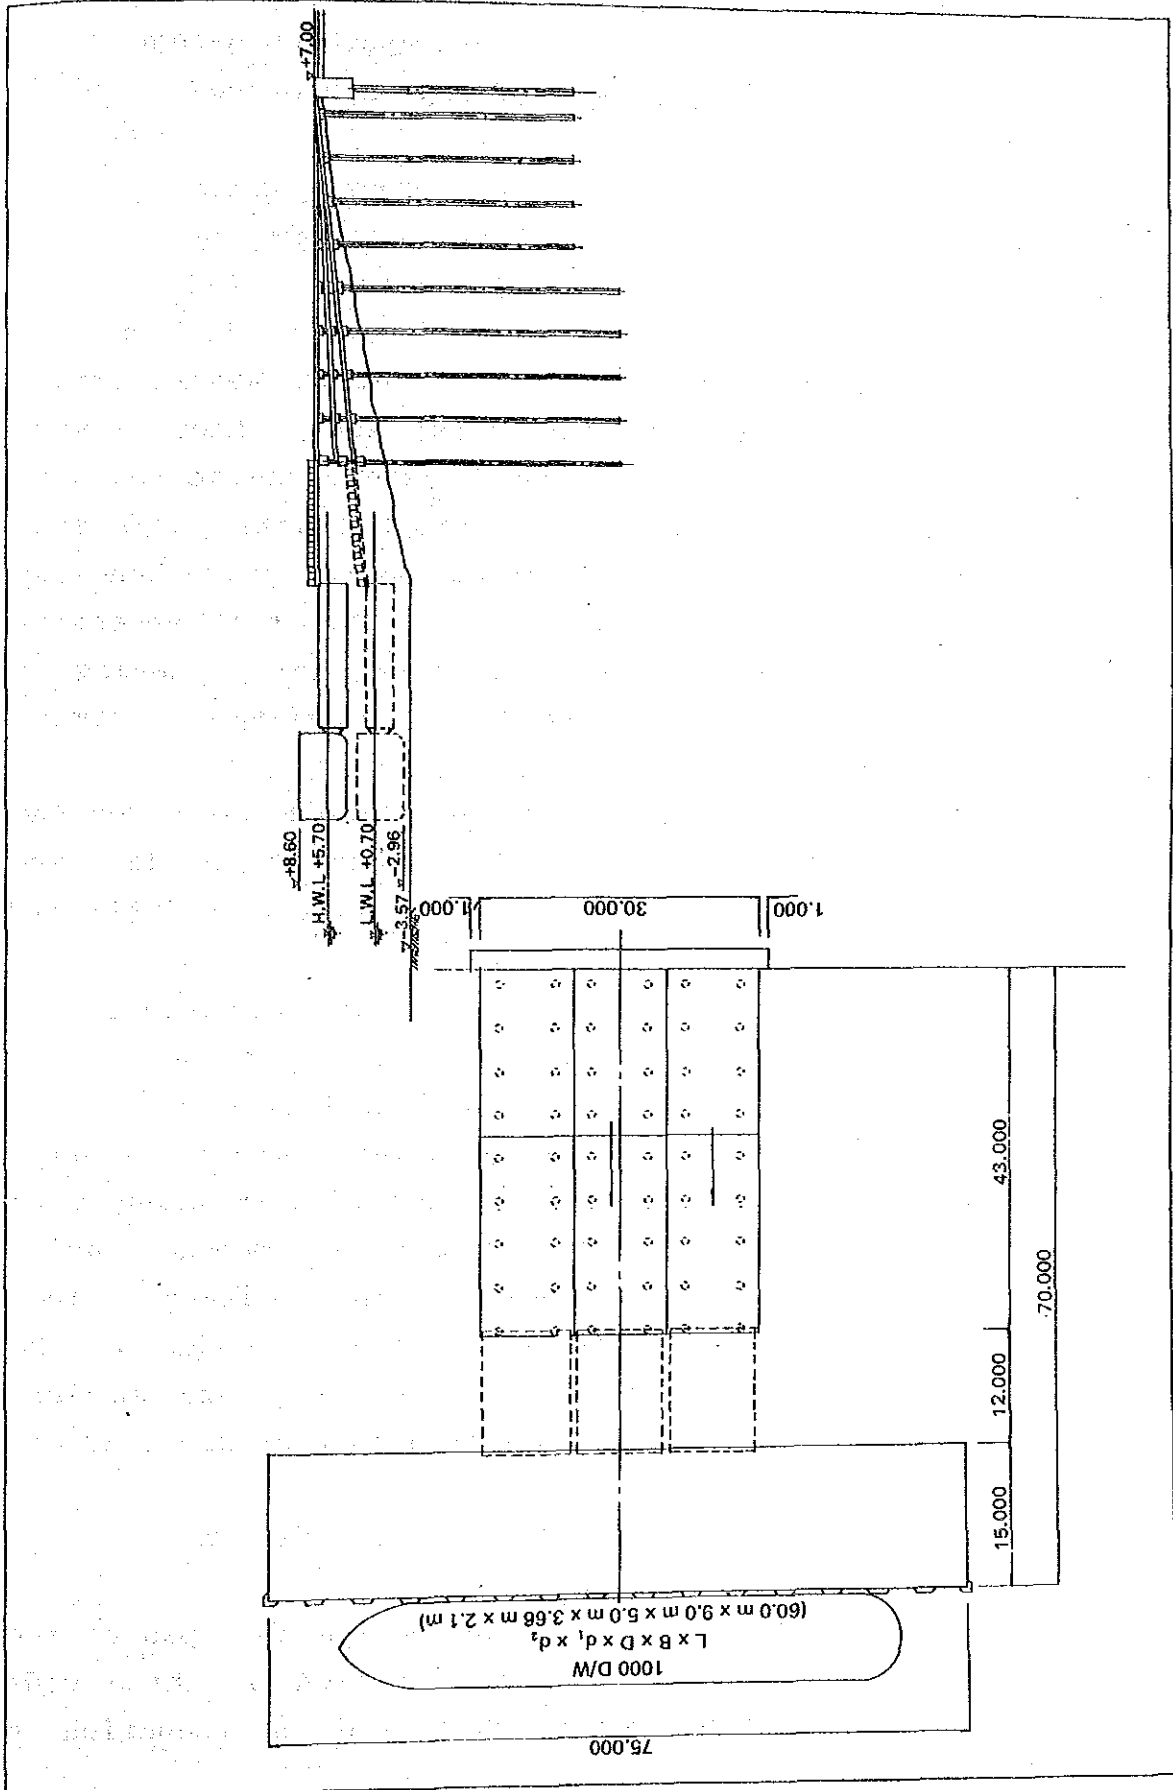 +7.00
+8.60
H.W.L +5.70
L.W.L +0.70
-2.96
-3.57
1.000
30.000
1.000
43.000
12.000
15.000
70.000
1000 D/W
L x B x D x d₁ x d₂
(60.0 m x 9.0 m x 5.0 m x 3.66 m x 2.1 m)
75.000